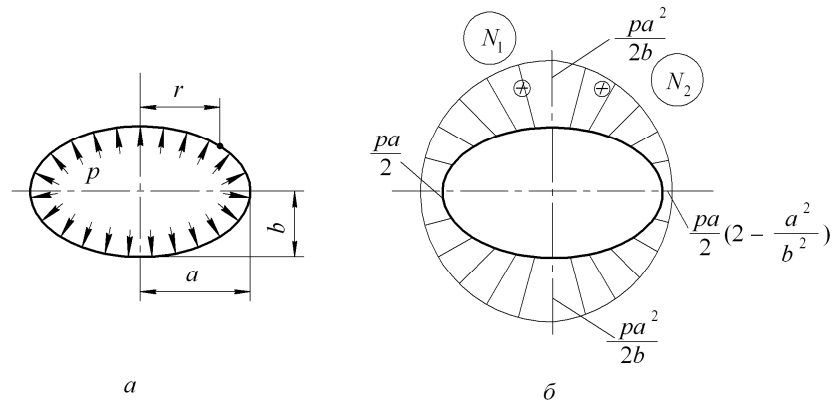 r
p
b
a
а
N₁
N₂
pa²/2b
pa/2
pa/2 (2 − a²/b²)
pa²/2b
б